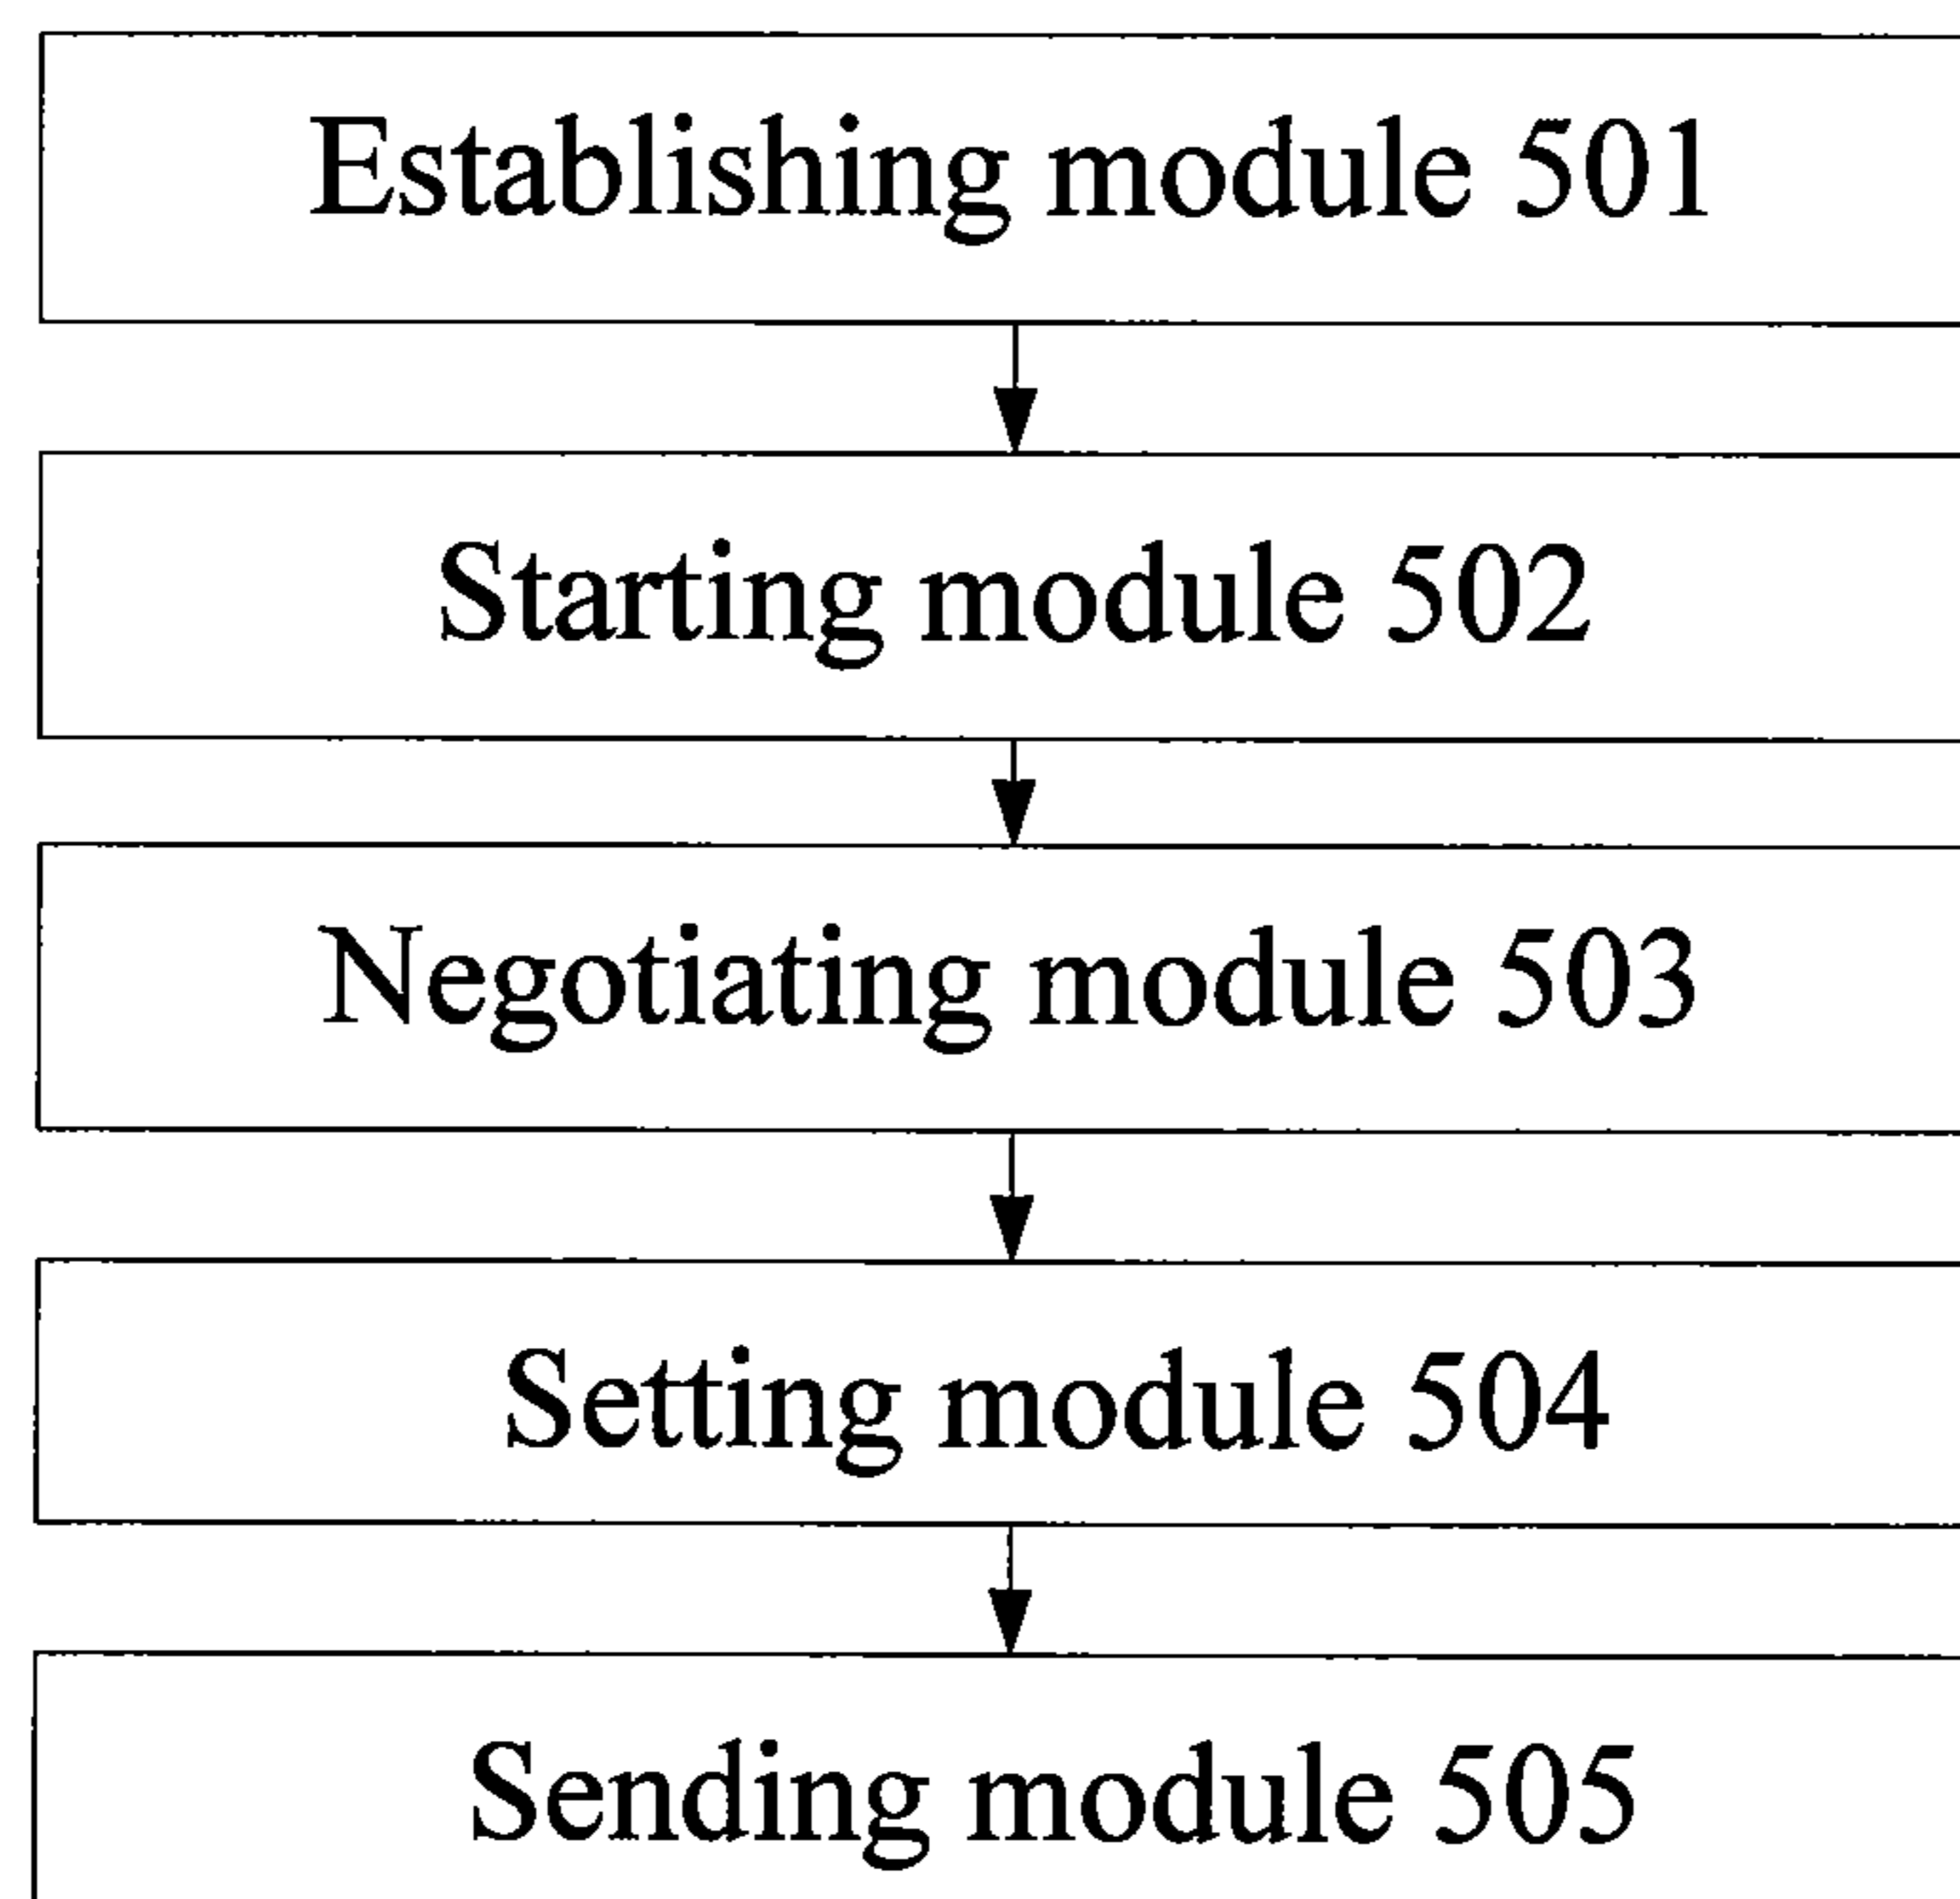 Establishing module 501
Starting module 502
Negotiating module 503
Setting module 504
Sending module 505